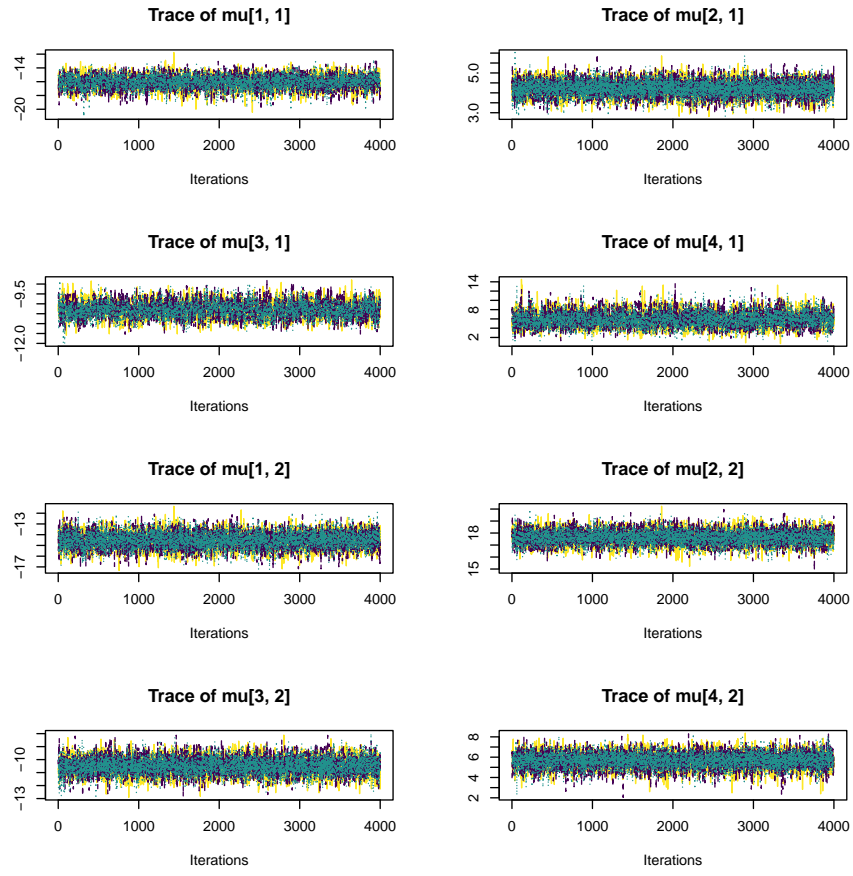 Trace of mu[1, 1]
−14
−20
0 1000 2000 3000 4000
Iterations
Trace of mu[2, 1]
5.0
3.0
0 1000 2000 3000 4000
Iterations
Trace of mu[3, 1]
−9.5
−12.0
0 1000 2000 3000 4000
Iterations
Trace of mu[4, 1]
14
8
2
0 1000 2000 3000 4000
Iterations
Trace of mu[1, 2]
−13
−17
0 1000 2000 3000 4000
Iterations
Trace of mu[2, 2]
18
15
0 1000 2000 3000 4000
Iterations
Trace of mu[3, 2]
−10
−13
0 1000 2000 3000 4000
Iterations
Trace of mu[4, 2]
8
6
4
2
0 1000 2000 3000 4000
Iterations